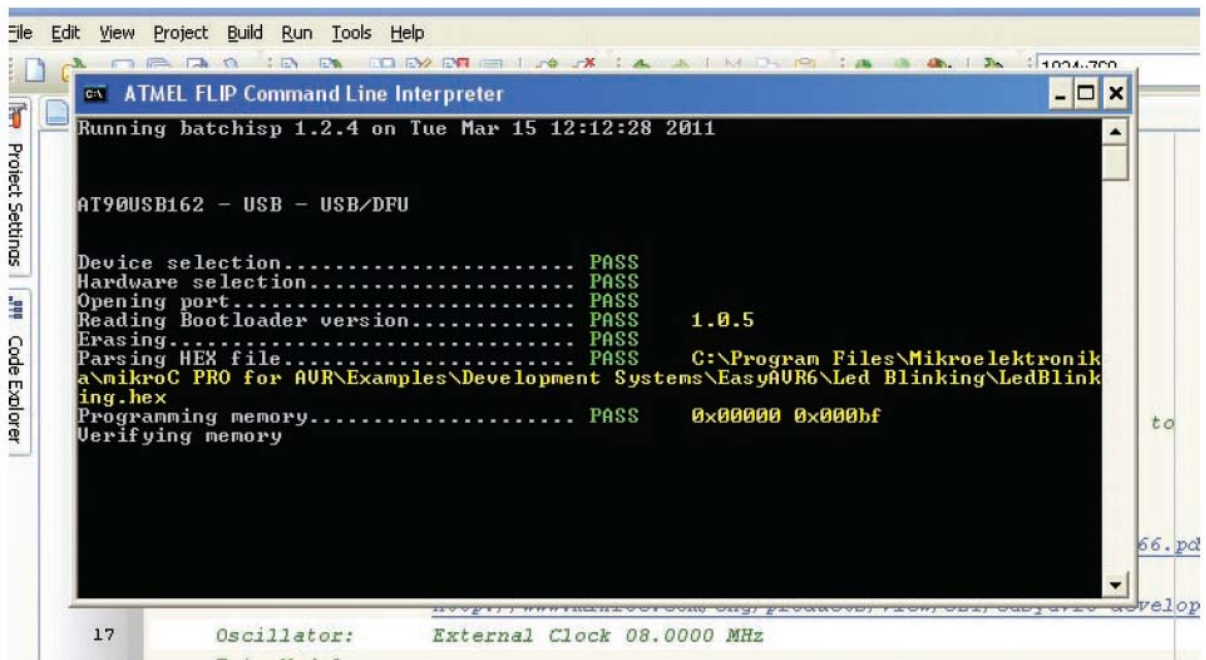 File Edit View Project Build Run Tools Help
ATMEL FLIP Command Line Interpreter
Running batchisp 1.2.4 on Tue Mar 15 12:12:28 2011
AT90USB162 - USB - USB/DFU
Device selection....................... PASS
Hardware selection..................... PASS
Opening port........................... PASS
Reading Bootloader version............. PASS 1.0.5
Erasing................................ PASS
Parsing HEX file....................... PASS C:\Program Files\Mikroelektronik
a\mikroC PRO for AVR\Examples\Development Systems\EasyAVR6\Led Blinking\LedBlink
ing.hex
Programming memory..................... PASS 0x00000 0x000bf
Verifying memory
Project Settings
Code Explorer
to
66.pd
17 Oscillator: External Clock 08.0000 MHz